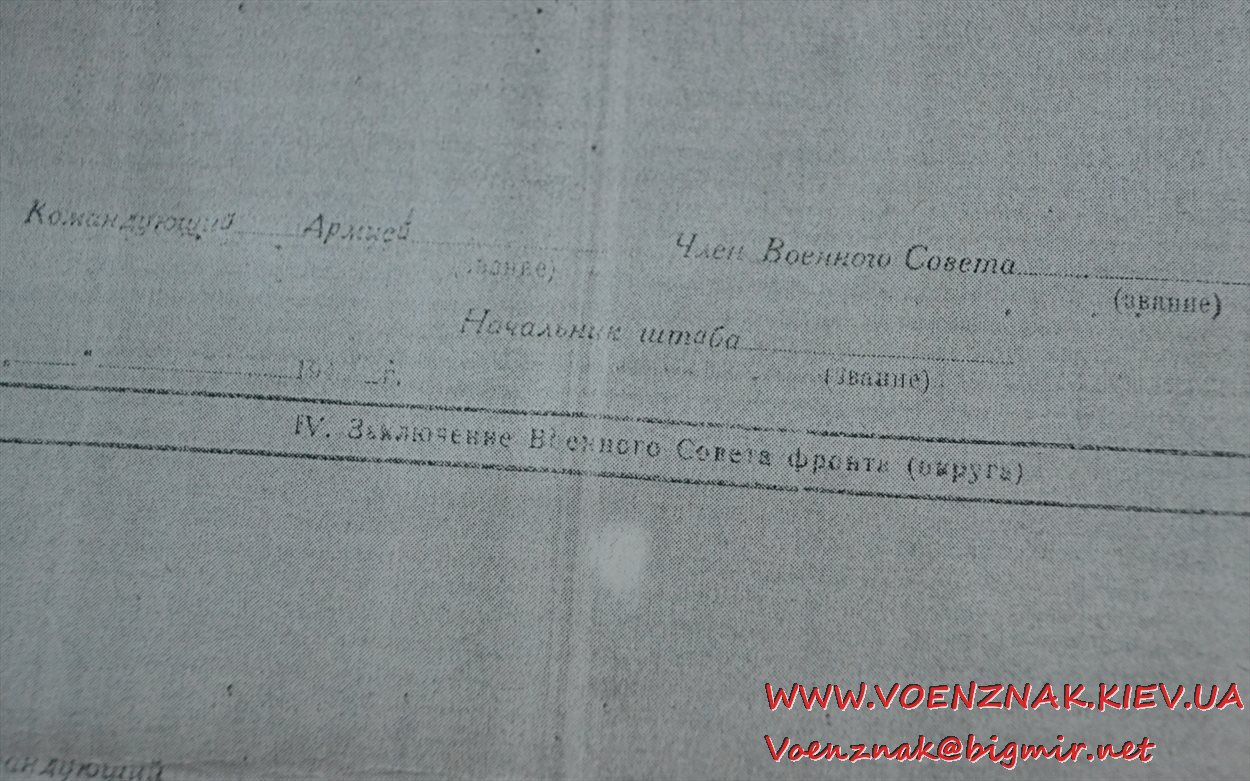 Командующий Армией Член Военного Совета
(звание) (звание)
Начальник штаба
(звание)
„ “ 194 г.
IV. Заключение Военного Совета фронта (округа)
WWW.VOENZNAK.KIEV.UA
Voenznak@bigmir.net
андующий